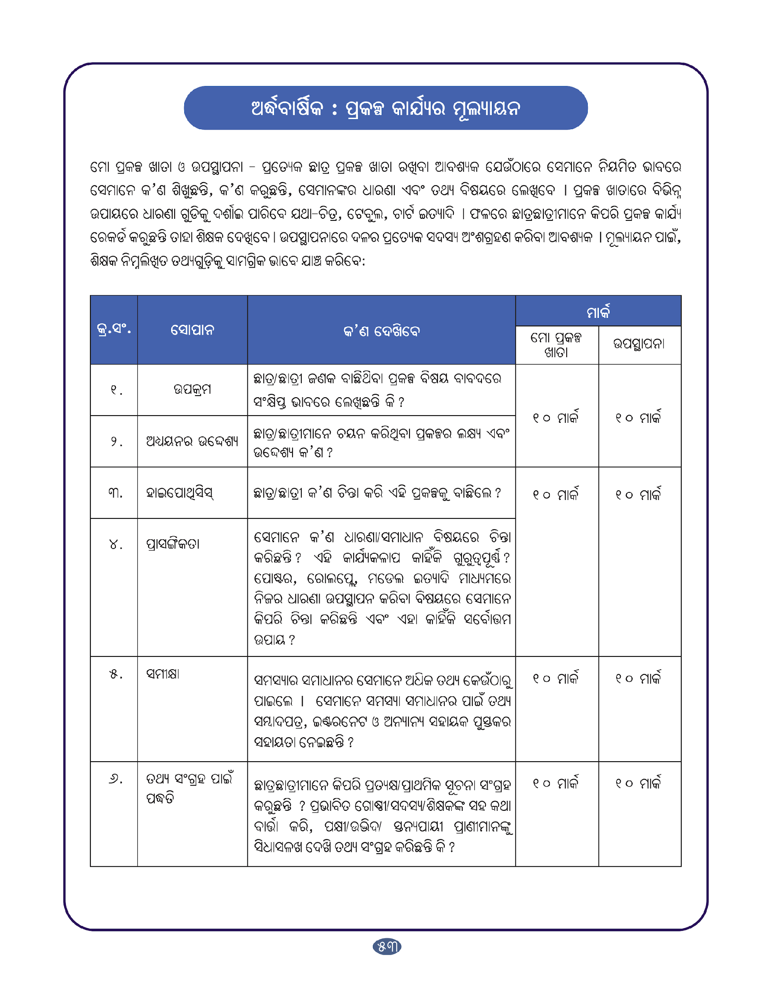 ଅର୍ଦ୍ଧବାର୍ଷିକ : ପ୍ରକଳ୍ପ କାର୍ଯ୍ୟର ମୂଲ୍ୟାୟନ
ମୋ ପ୍ରକଳ୍ପ ଖାତା ଓ ଉପସ୍ଥାପନା – ପ୍ରତ୍ୟେକ ଛାତ୍ର ପ୍ରକଳ୍ପ ଖାତା ରଖିବା ଆବଶ୍ୟକ ଯେଉଁଠାରେ ସେମାନେ ନିୟମିତ ଭାବରେ
ସେମାନେ କ'ଣ ଶିଖୁଛନ୍ତି, କ'ଣ କରୁଛନ୍ତି, ସେମାନଙ୍କର ଧାରଣା ଏବଂ ତଥ୍ୟ ବିଷୟରେ ଲେଖିବେ । ପ୍ରକଳ୍ପ ଖାତାରେ ବିଭିନ୍ନ
ଉପାୟରେ ଧାରଣା ଗୁଡିକୁ ଦର୍ଶାଇ ପାରିବେ ଯଥା–ଚିତ୍ର, ଟେବୁଲ, ଚାର୍ଟ ଇତ୍ୟାଦି । ଫଳରେ ଛାତ୍ରଛାତ୍ରୀମାନେ କିପରି ପ୍ରକଳ୍ପ କାର୍ଯ୍ୟ
ରେକର୍ଡ କରୁଛନ୍ତି ତାହା ଶିକ୍ଷକ ଦେଖିବେ । ଉପସ୍ଥାପନାରେ ଦଳର ପ୍ରତ୍ୟେକ ସଦସ୍ୟ ଅଂଶଗ୍ରହଣ କରିବା ଆବଶ୍ୟକ । ମୂଲ୍ୟାୟନ ପାଇଁ,
ଶିକ୍ଷକ ନିମ୍ନଲିଖିତ ତଥ୍ୟଗୁଡ଼ିକୁ ସାମଗ୍ରିକ ଭାବେ ଯାଞ୍ଚ କରିବେ:
କ୍ର.ସଂ. ସୋପାନ କ'ଣ ଦେଖିବେ ମାର୍କ
ମୋ ପ୍ରକଳ୍ପ ଉପସ୍ଥାପନା
ଖାତା
୧. ଉପକ୍ରମ ଛାତ୍ର/ଛାତ୍ରୀ ଜଣକ ବାଛିଥିବା ପ୍ରକଳ୍ପ ବିଷୟ ବାବଦରେ
ସଂକ୍ଷିପ୍ତ ଭାବରେ ଲେଖିଛନ୍ତି କି ?
୧୦ ମାର୍କ ୧୦ ମାର୍କ
୨. ଅଧ୍ୟୟନର ଉଦ୍ଦେଶ୍ୟ ଛାତ୍ର/ଛାତ୍ରୀମାନେ ଚୟନ କରିଥିବା ପ୍ରକଳ୍ପର ଲକ୍ଷ୍ୟ ଏବଂ
ଉଦ୍ଦେଶ୍ୟ କ'ଣ ?
୩. ହାଇପୋଥିସିସ୍ ଛାତ୍ର/ଛାତ୍ରୀ କ'ଣ ଚିନ୍ତା କରି ଏହି ପ୍ରକଳ୍ପକୁ ବାଛିଲେ ? ୧୦ ମାର୍କ ୧୦ ମାର୍କ
୪. ପ୍ରାସଙ୍ଗିକତା ସେମାନେ କ'ଣ ଧାରଣା/ସମାଧାନ ବିଷୟରେ ଚିନ୍ତା
କରିଛନ୍ତି ? ଏହି କାର୍ଯ୍ୟକଳାପ କାହିଁକି ଗୁରୁତ୍ୱପୂର୍ଣ୍ଣ ?
ପୋଷ୍ଟର, ରୋଲପ୍ଲେ, ମଡେଲ ଇତ୍ୟାଦି ମାଧ୍ୟମରେ
ନିଜର ଧାରଣା ଉପସ୍ଥାପନ କରିବା ବିଷୟରେ ସେମାନେ
କିପରି ଚିନ୍ତା କରିଛନ୍ତି ଏବଂ ଏହା କାହିଁକି ସର୍ବୋତ୍ତମ
ଉପାୟ ?
୫. ସମୀକ୍ଷା ସମସ୍ୟାର ସମାଧାନର ସେମାନେ ଅଧିକ ତଥ୍ୟ କେଉଁଠାରୁ ୧୦ ମାର୍କ ୧୦ ମାର୍କ
ପାଇଲେ । ସେମାନେ ସମସ୍ୟା ସମାଧାନର ପାଇଁ ତଥ୍ୟ
ସମ୍ବାଦପତ୍ର, ଇଣ୍ଟରନେଟ ଓ ଅନ୍ୟାନ୍ୟ ସହାୟକ ପୁସ୍ତକର
ସହାୟତା ନେଇଛନ୍ତି ?
୬. ତଥ୍ୟ ସଂଗ୍ରହ ପାଇଁ ଛାତ୍ରଛାତ୍ରୀମାନେ କିପରି ପ୍ରତ୍ୟକ୍ଷ/ପ୍ରାଥମିକ ସୂଚନା ସଂଗ୍ରହ ୧୦ ମାର୍କ ୧୦ ମାର୍କ
ପଦ୍ଧତି
କରୁଛନ୍ତି ? ପ୍ରଭାବିତ ଗୋଷ୍ଠୀ/ସଦସ୍ୟ/ଶିକ୍ଷକଙ୍କ ସହ କଥା
ବାର୍ତ୍ତା କରି, ପକ୍ଷୀ/ଉଦ୍ଭିଦ/ ସ୍ତନ୍ୟପାୟୀ ପ୍ରାଣୀମାନଙ୍କୁ
ସିଧାସଳଖ ଦେଖି ତଥ୍ୟ ସଂଗ୍ରହ କରିଛନ୍ତି କି ?
୫୩